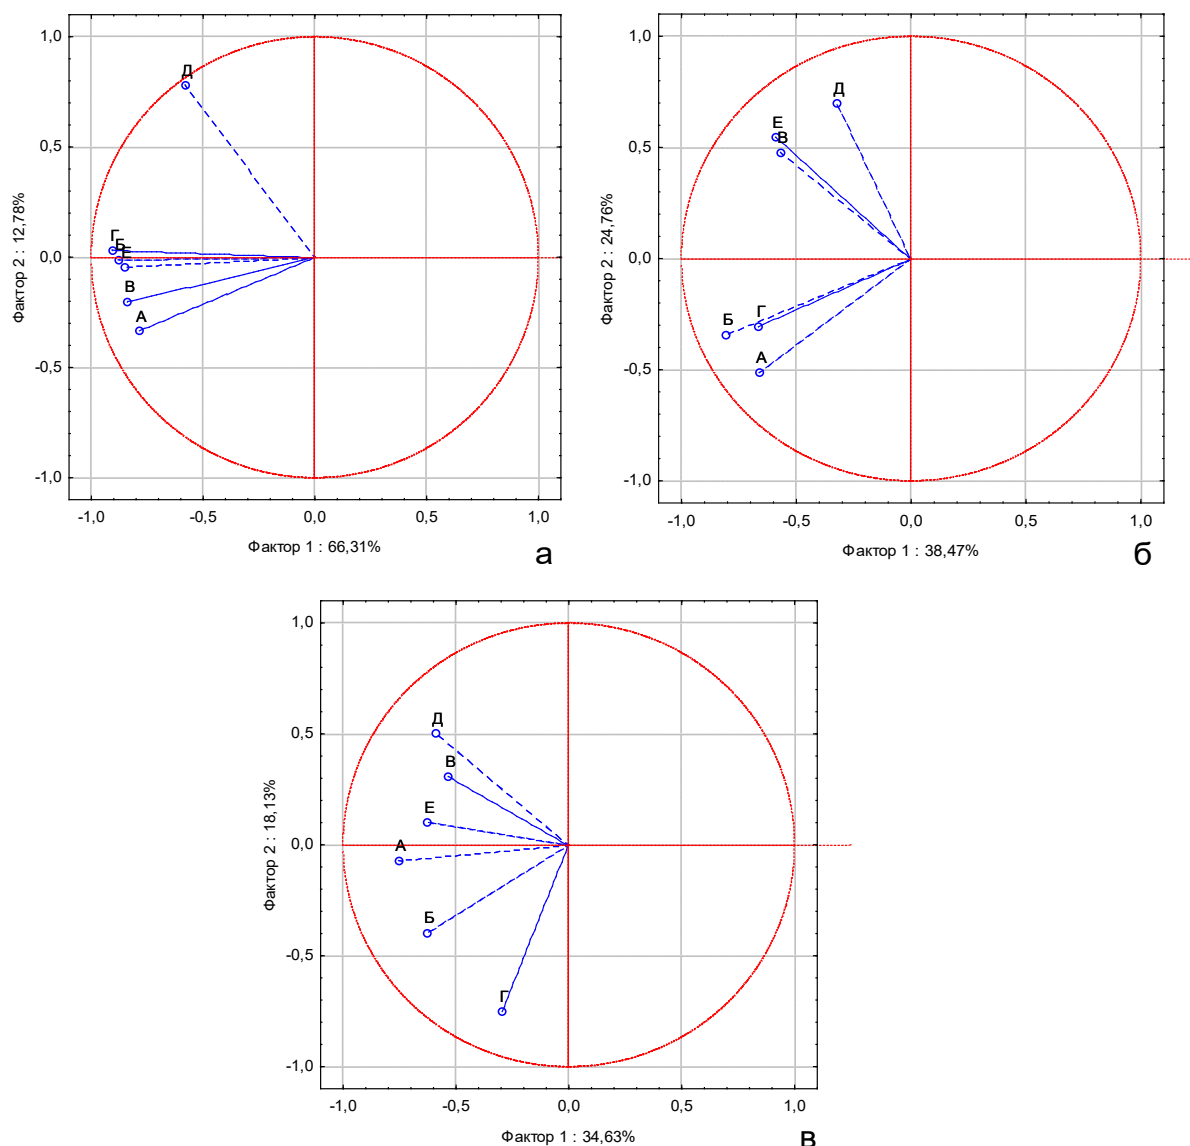 1,0
Д
0,5
Фактор 2 : 12,78%
Г
Б
Е
0,0
В
А
-0,5
-1,0
-1,0 -0,5 0,0 0,5 1,0
Фактор 1 : 66,31%
а
1,0
Д
Е
В
0,5
Фактор 2 : 24,76%
0,0
Б Г
А
-0,5
-1,0
-1,0 -0,5 0,0 0,5 1,0
Фактор 1 : 38,47%
б
1,0
Д
0,5
В
Е
Фактор 2 : 18,13%
А
0,0
Б
-0,5
Г
-1,0
-1,0 -0,5 0,0 0,5 1,0
Фактор 1 : 34,63%
в